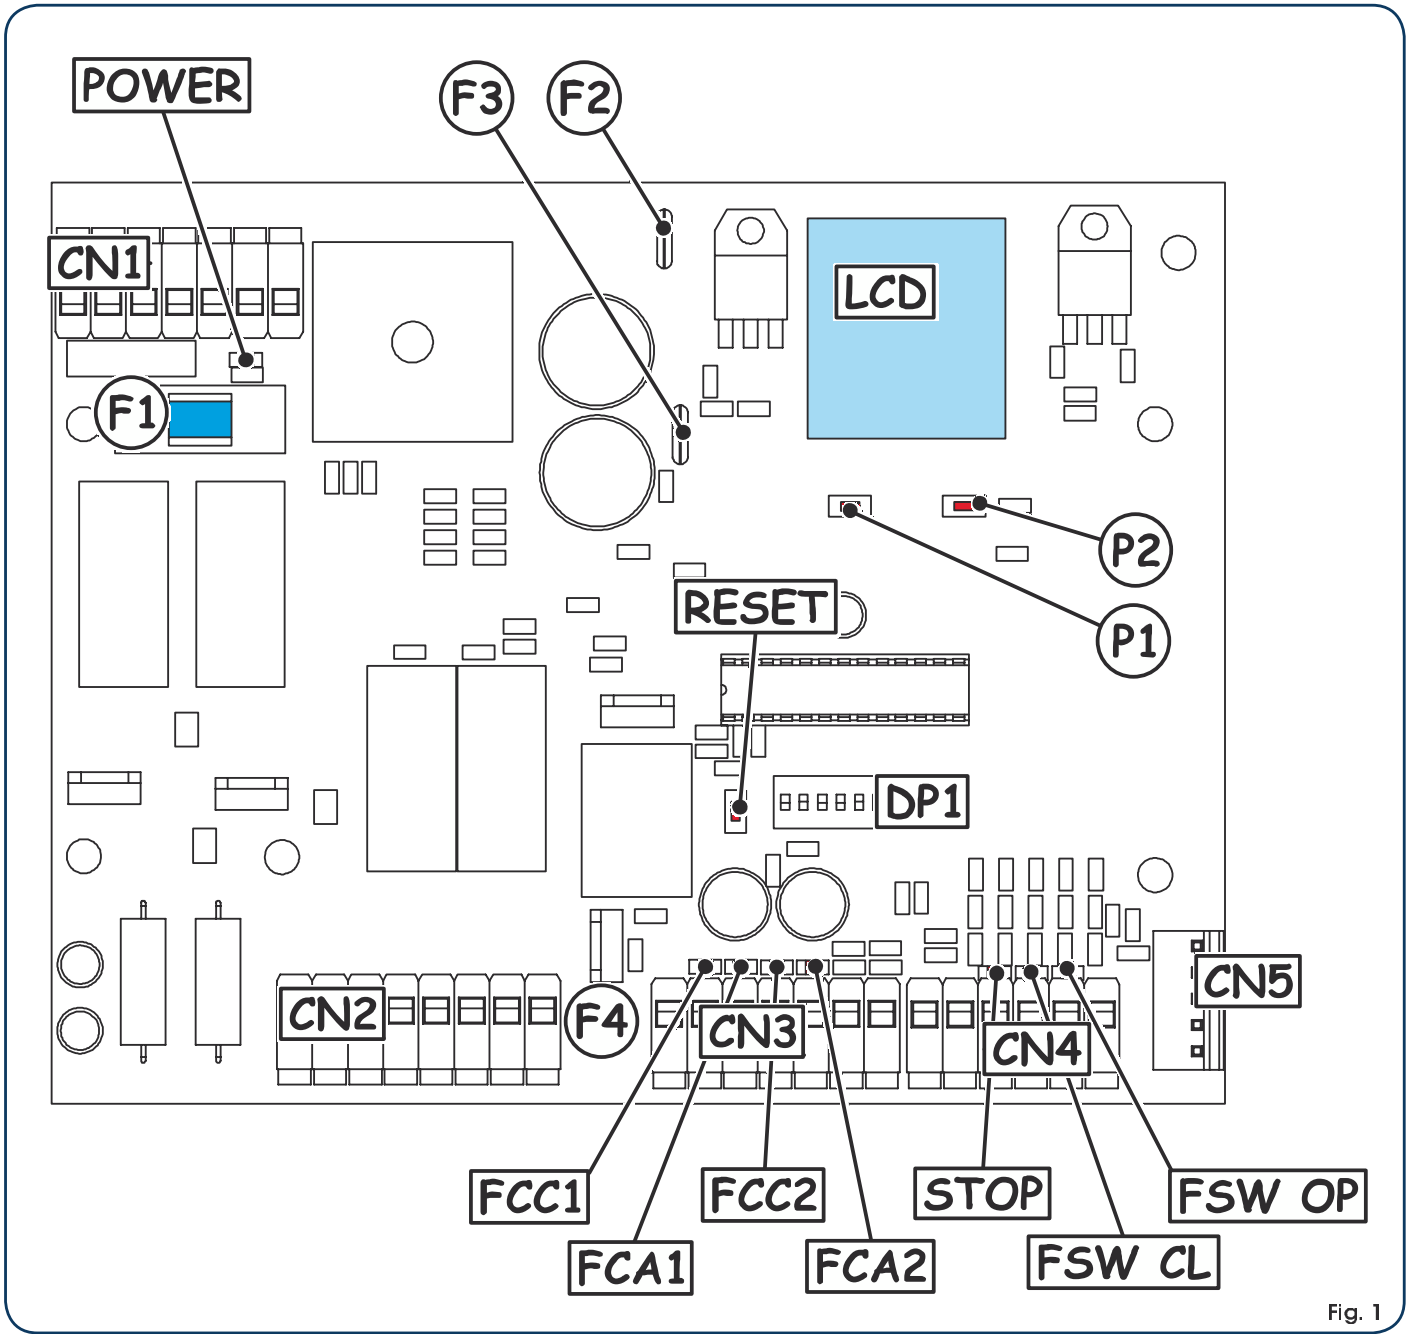 POWER
F3
F2
CN1
LCD
F1
P2
RESET
P1
DP1
CN5
CN2
F4
CN3
CN4
FCC1
FCC2
STOP
FSW OP
FCA1
FCA2
FSW CL
Fig. 1